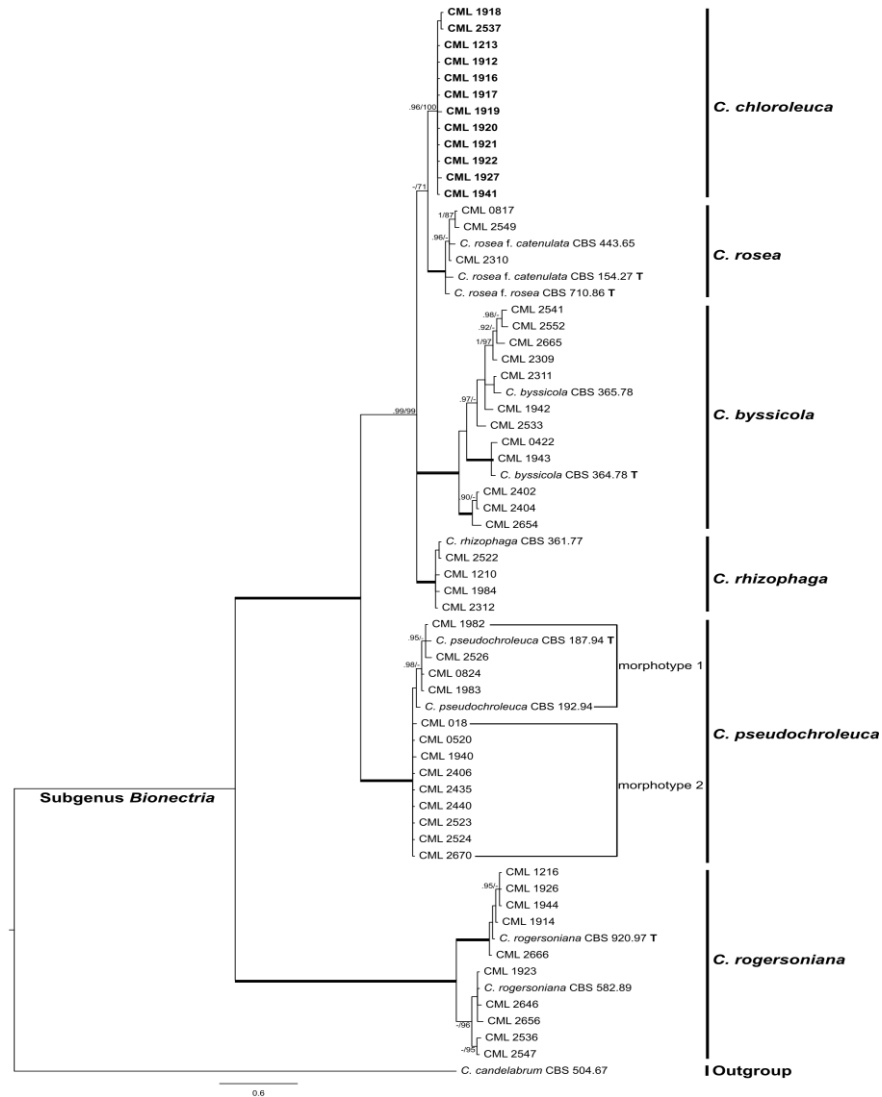 CML 1918
CML 2537
CML 1213
CML 1912
CML 1916
CML 1917
.96/100
CML 1919
C. chloroleuca
CML 1920
CML 1921
CML 1922
CML 1927
-/71
CML 1941
CML 0817
1/87
CML 2549
.96/-
C. rosea f. catenulata CBS 443.65
C. rosea
CML 2310
C. rosea f. catenulata CBS 154.27 T
C. rosea f. rosea CBS 710.86 T
CML 2541
.98/-
CML 2552
.92/-
CML 2665
1/97
CML 2309
CML 2311
C. byssicola CBS 365.78
.97/-
CML 1942
C. byssicola
.99/99
CML 2533
CML 0422
CML 1943
C. byssicola CBS 364.78 T
CML 2402
.90/-
CML 2404
CML 2654
C. rhizophaga CBS 361.77
CML 2522
CML 1210
C. rhizophaga
CML 1984
CML 2312
CML 1982
.95/-
C. pseudochroleuca CBS 187.94 T
CML 2526
.98/-
morphotype 1
CML 0824
CML 1983
C. pseudochroleuca CBS 192.94
CML 018
C. pseudochroleuca
CML 0520
CML 1940
CML 2406
morphotype 2
CML 2435
Subgenus Bionectria
CML 2440
CML 2523
CML 2524
CML 2670
CML 1216
.95/-
CML 1926
CML 1944
CML 1914
C. rogersoniana CBS 920.97 T
CML 2666
C. rogersoniana
CML 1923
C. rogersoniana CBS 582.89
CML 2646
CML 2656
-/96
CML 2536
-/95
CML 2547
C. candelabrum CBS 504.67
Outgroup
0.6